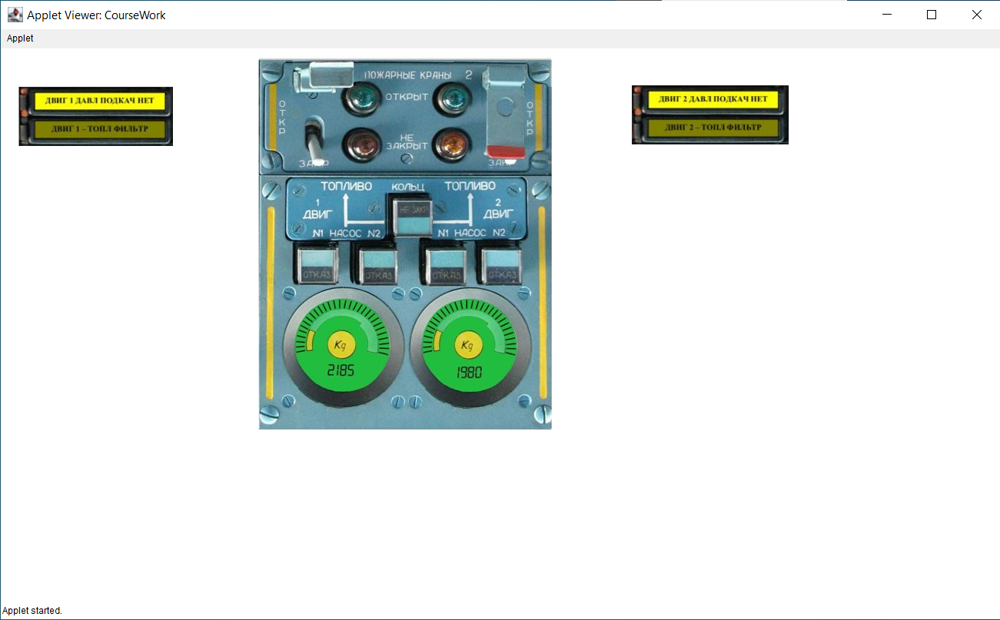 Applet Viewer: CourseWork
Applet
ДВИГ 1 ДАВЛ ПОДКАЧ НЕТ
ДВИГ 1 – ТОПЛ ФИЛЬТР
ДВИГ 2 ДАВЛ ПОДКАЧ НЕТ
ДВИГ 2 – ТОПЛ ФИЛЬТР
ПОЖАРНЫЕ КРАНЫ 2
ОТКР
ОТКРЫТ
ОТКР
НЕ
ЗАКРЫТ
ТОПЛИВО КОЛЬЦ ТОПЛИВО
1
ДВИГ
НЕ ЗАКР
2
ДВИГ
N1 НАСОС N2
N1 НАСОС N2
ОТКАЗ ОТКАЗ ОТКАЗ ОТКАЗ
Kg Kg
2185 1980
Applet started.